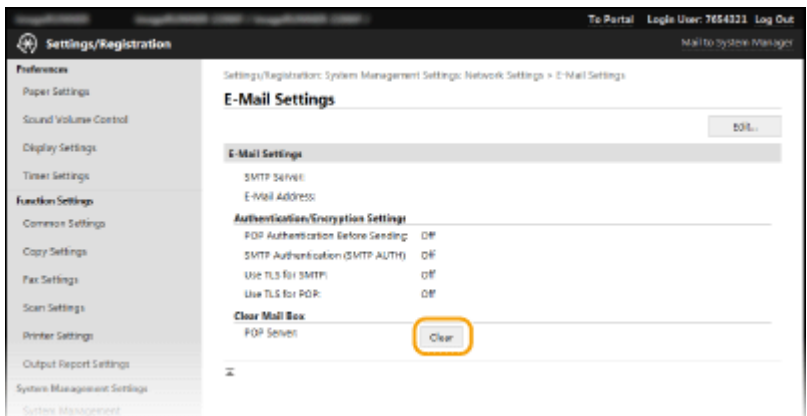 To Portal Login User: 7654321 Log Out
Settings/Registration
Mail to System Manager
Preferences
Paper Settings
Sound Volume Control
Display Settings
Timer Settings
Function Settings
Common Settings
Copy Settings
Fax Settings
Scan Settings
Printer Settings
Output Report Settings
System Management Settings
System Management
Settings/Registration: System Management Settings: Network Settings > E-Mail Settings
E-Mail Settings
Edit...
E-Mail Settings
SMTP Server:
E-Mail Address:
Authentication/Encryption Settings
POP Authentication Before Sending: Off
SMTP Authentication (SMTP AUTH): Off
Use TLS for SMTP: Off
Use TLS for POP: Off
Clear Mail Box
POP Server: Clear